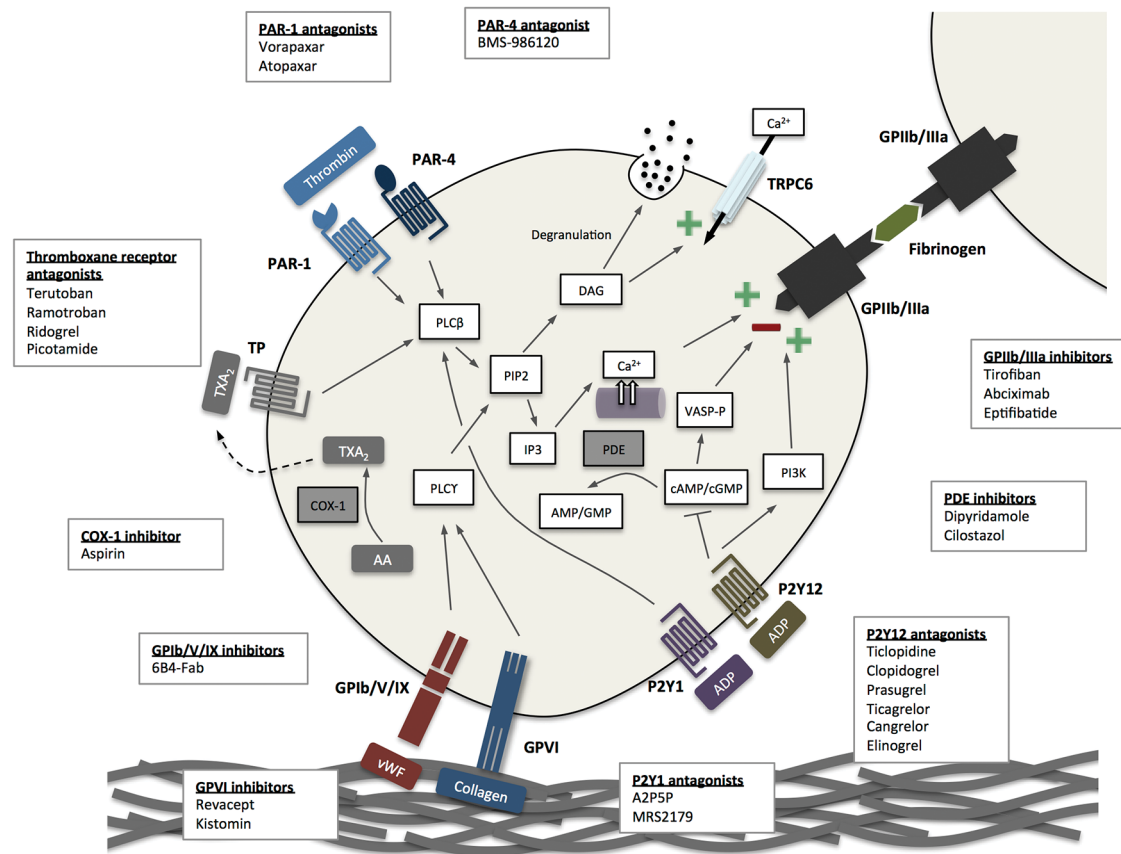 PAR-1 antagonists
Vorapaxar
Atopaxar
PAR-4 antagonist
BMS-986120
Ca²⁺
GPIIb/IIIa
Thrombin
PAR-4
TRPC6
PAR-1
Degranulation
Fibrinogen
GPIIb/IIIa
Thromboxane receptor
antagonists
Terutoban
Ramotroban
Ridogrel
Picotamide
DAG
PLCβ
TP
TXA₂
PIP2
Ca²⁺
VASP-P
GPIIb/IIIa inhibitors
Tirofiban
Abciximab
Eptifibatide
TXA₂
IP3
PDE
COX-1
PLCϒ
AMP/GMP
cAMP/cGMP
PI3K
PDE inhibitors
Dipyridamole
Cilostazol
COX-1 inhibitor
Aspirin
AA
P2Y12
ADP
P2Y1
ADP
GPIb/V/IX inhibitors
6B4-Fab
GPIb/V/IX
GPVI
P2Y12 antagonists
Ticlopidine
Clopidogrel
Prasugrel
Ticagrelor
Cangrelor
Elinogrel
vWF
Collagen
GPVI inhibitors
Revacept
Kistomin
P2Y1 antagonists
A2P5P
MRS2179